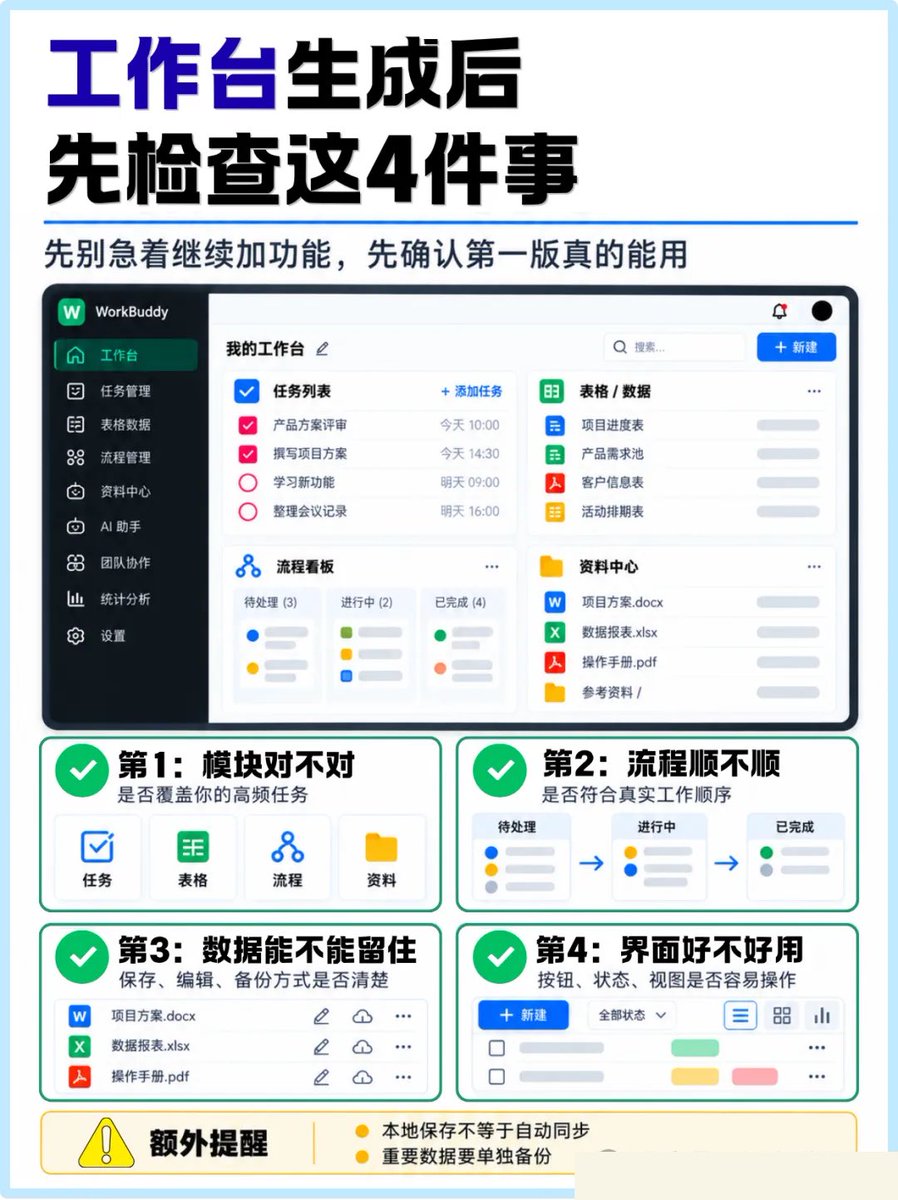 工作台生成后
先检查这4件事
先别急着继续加功能，先确认第一版真的能用
W WorkBuddy
工作台
任务管理
表格数据
流程管理
资料中心
AI 助手
团队协作
统计分析
设置
我的工作台
搜索...
+ 新建
任务列表
+ 添加任务
产品方案评审 今天 10:00
撰写项目方案 今天 14:30
学习新功能 明天 09:00
整理会议记录 明天 16:00
表格 / 数据
项目进度表
产品需求池
客户信息表
活动排期表
流程看板
待处理 (3)
进行中 (2)
已完成 (4)
资料中心
W 项目方案.docx
X 数据报表.xlsx
操作手册.pdf
参考资料 /
第1：模块对不对
是否覆盖你的高频任务
任务
表格
流程
资料
第2：流程顺不顺
是否符合真实工作顺序
待处理
进行中
已完成
第3：数据能不能留住
保存、编辑、备份方式是否清楚
W 项目方案.docx
X 数据报表.xlsx
操作手册.pdf
第4：界面好不好用
按钮、状态、视图是否容易操作
+ 新建
全部状态
额外提醒
本地保存不等于自动同步
重要数据要单独备份